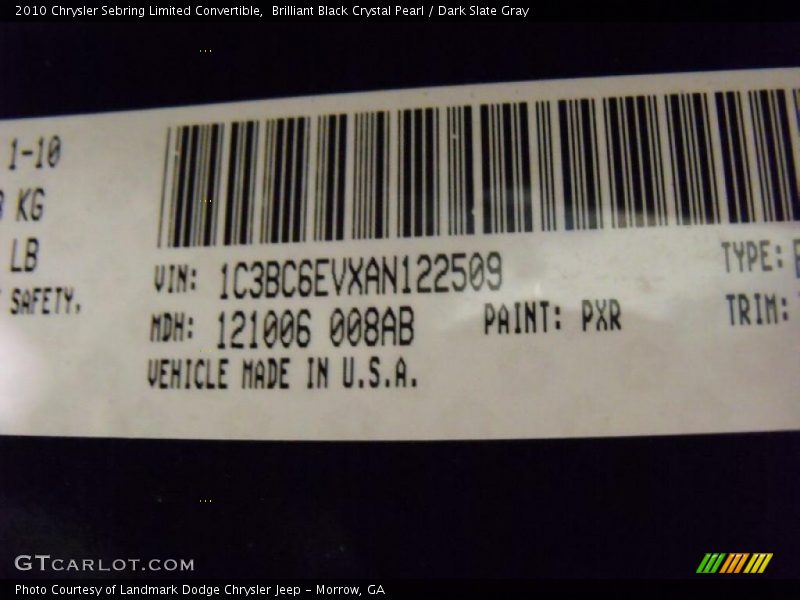 2010 Chrysler Sebring Limited Convertible,  Brilliant Black Crystal Pearl / Dark Slate Gray
1-10
KG
LB
SAFETY.
VIN: 1C3BC6EVXAN122509
MDH: 121006 008AB
PAINT: PXR
VEHICLE MADE IN U.S.A.
TYPE:
TRIM:
GTCARLOT.COM
Photo Courtesy of Landmark Dodge Chrysler Jeep - Morrow, GA